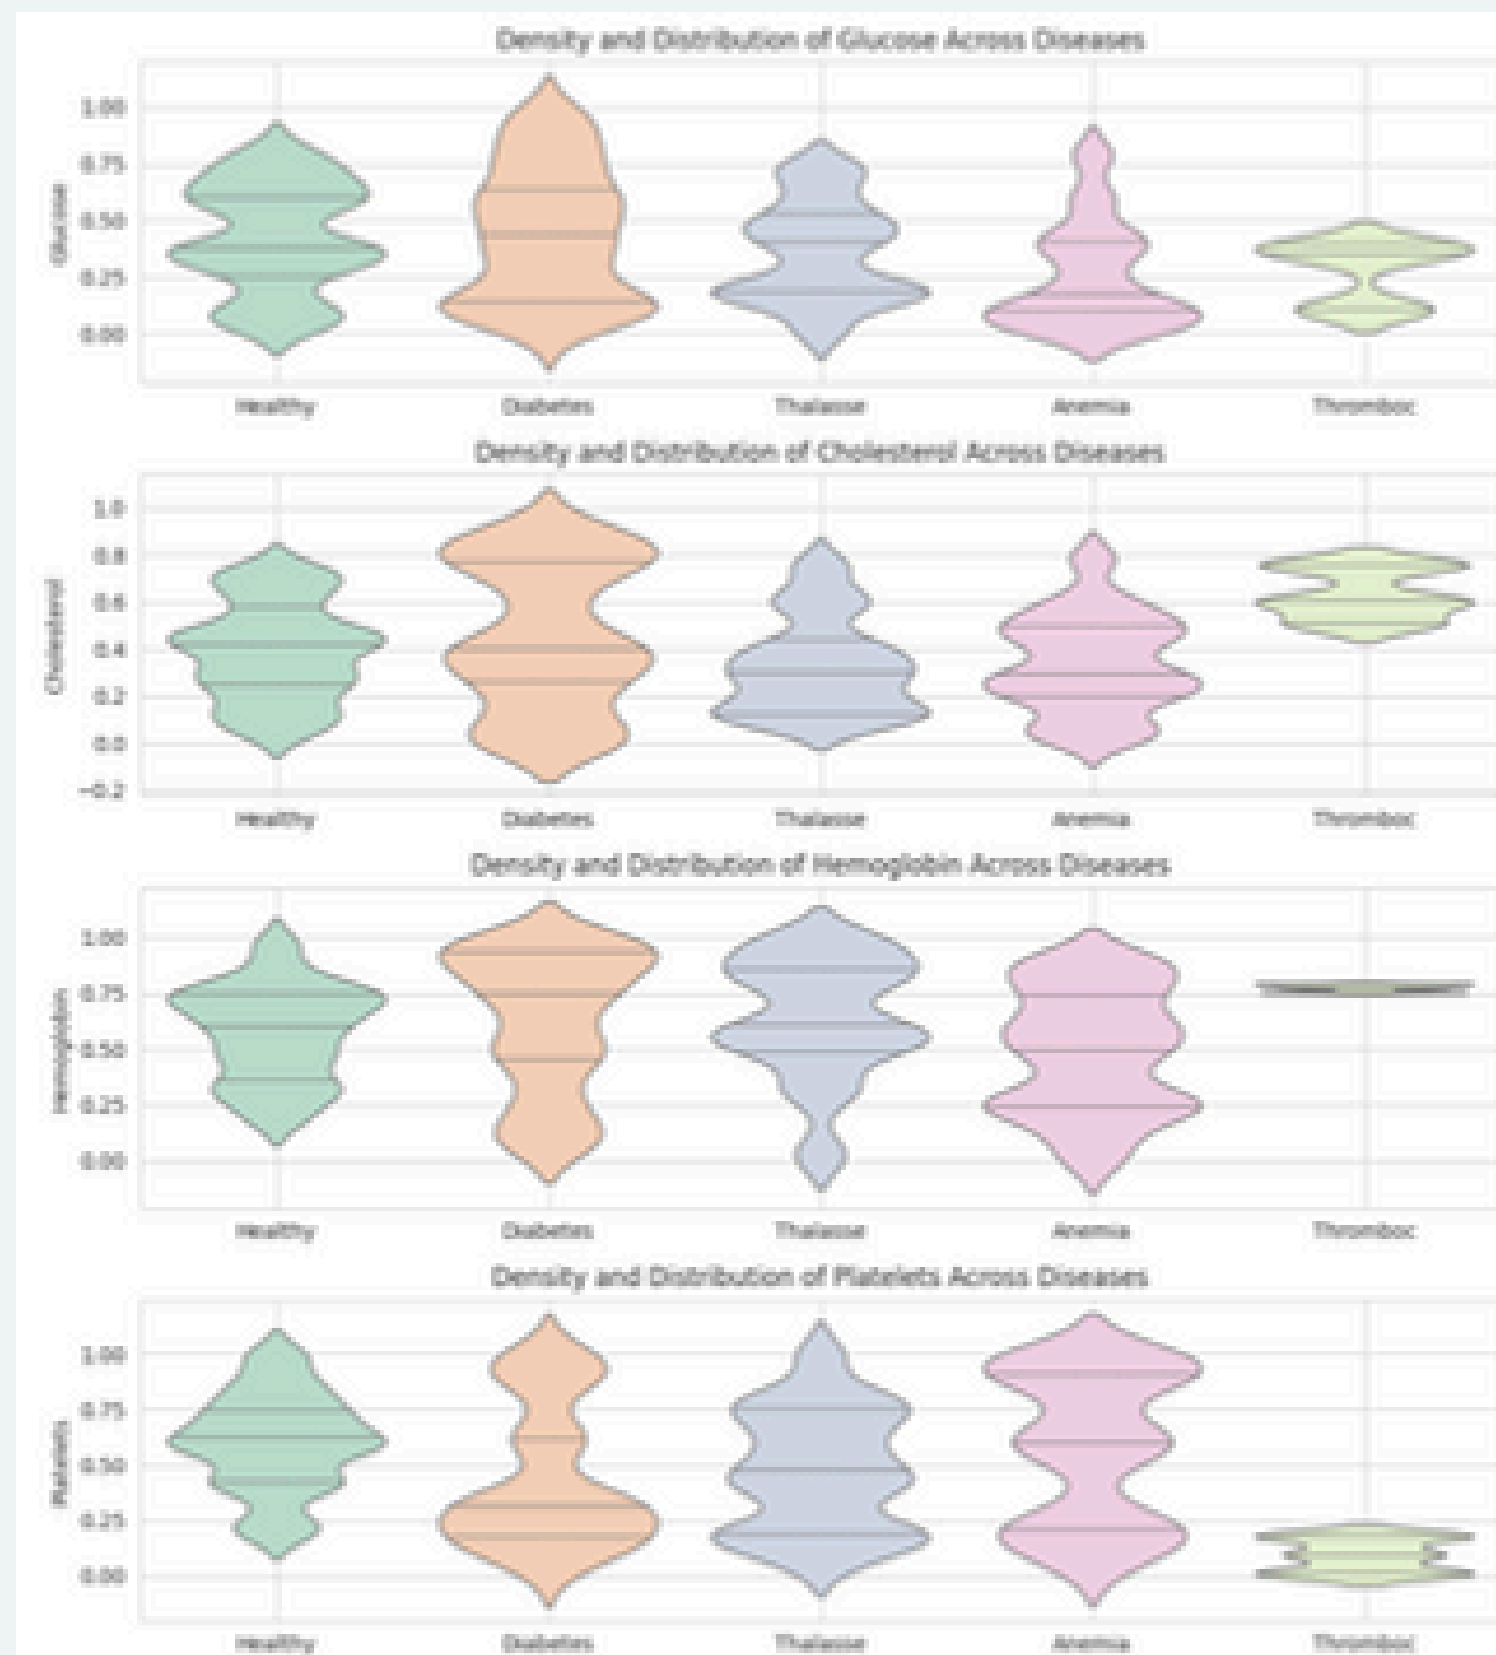 Density and Distribution of Glucose Across Diseases
Glucose
1.00
0.75
0.50
0.25
0.00
Healthy Diabetes Thalasse Anemia Thromboc
Density and Distribution of Cholesterol Across Diseases
Cholesterol
1.0
0.8
0.6
0.4
0.2
0.0
−0.2
Healthy Diabetes Thalasse Anemia Thromboc
Density and Distribution of Hemoglobin Across Diseases
Hemoglobin
1.00
0.75
0.50
0.25
0.00
Healthy Diabetes Thalasse Anemia Thromboc
Density and Distribution of Platelets Across Diseases
Platelets
1.00
0.75
0.50
0.25
0.00
Healthy Diabetes Thalasse Anemia Thromboc